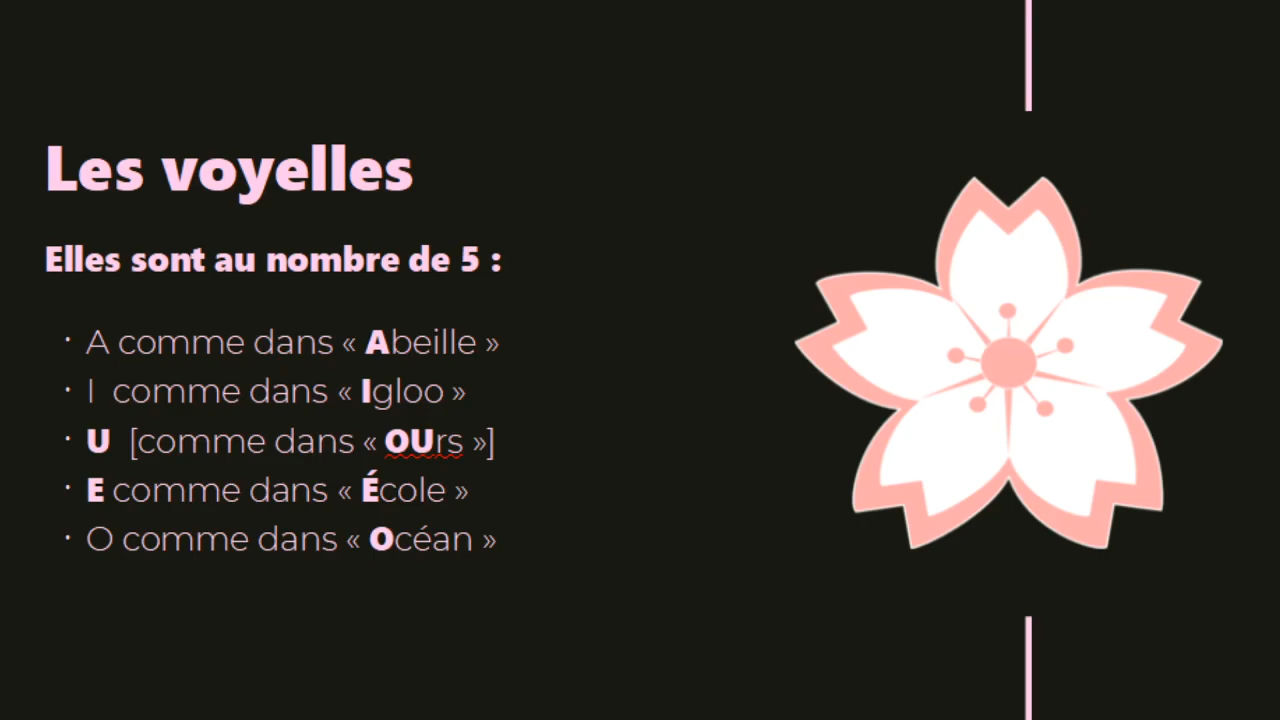 Les voyelles
Elles sont au nombre de 5 :
· A comme dans « Abeille »
· I comme dans « Igloo »
· U [comme dans « OUrs »]
· E comme dans « École »
· O comme dans « Océan »